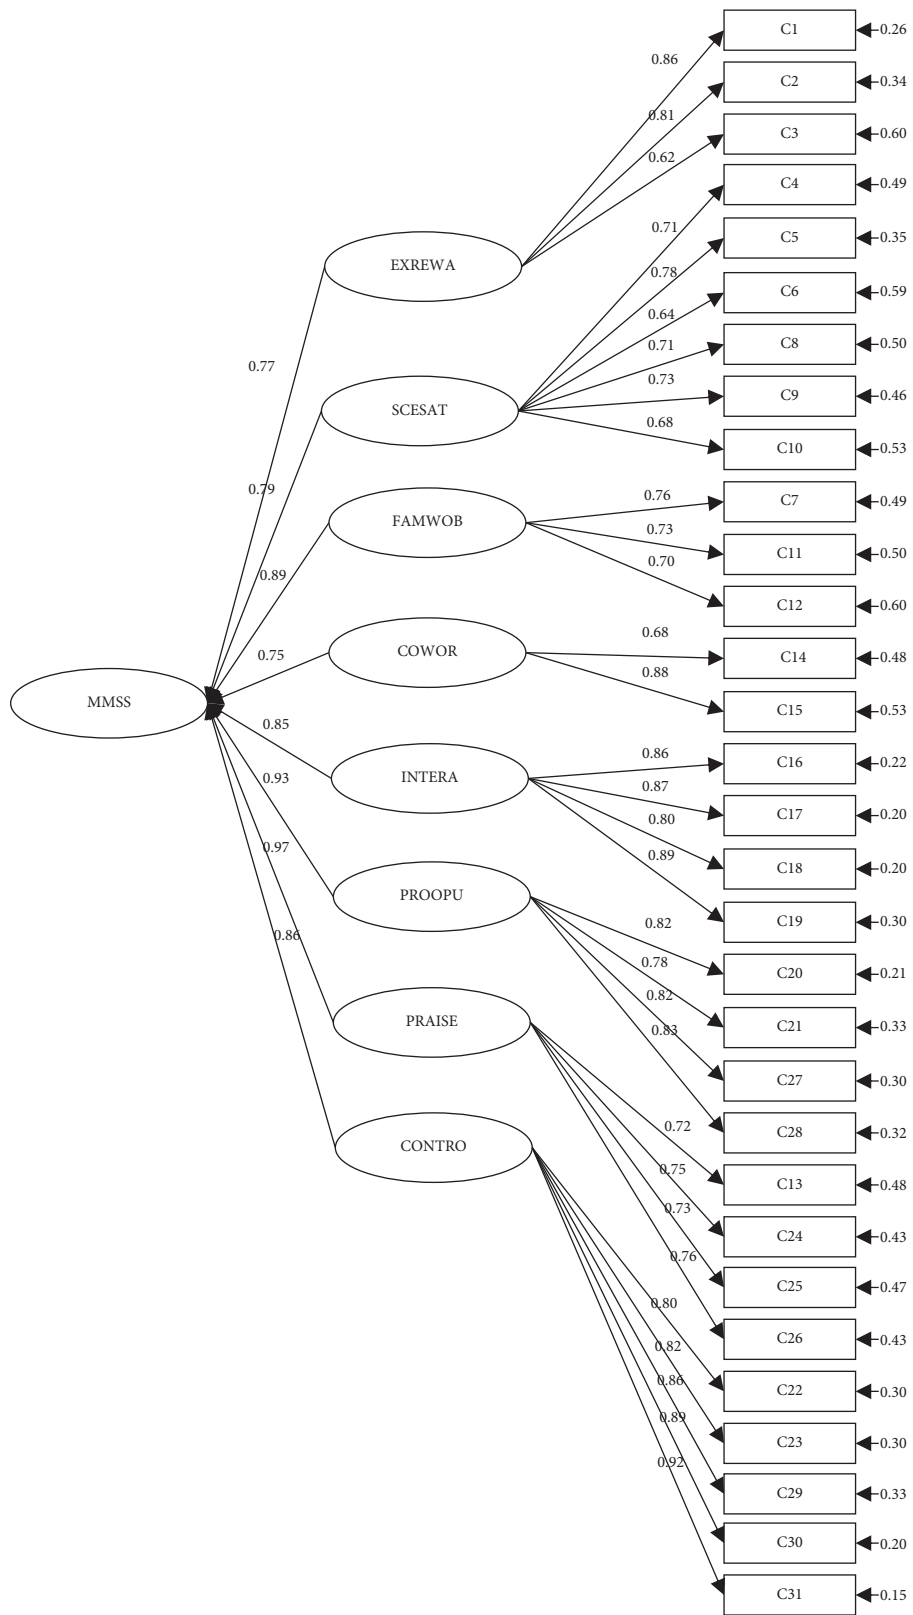 C1
0.26
0.86
C2
0.34
0.81
C3
0.60
0.62
C4
0.49
0.71
C5
0.35
EXREWA
0.78
C6
0.59
0.64
C8
0.50
0.71
0.77
0.73
C9
0.46
SCESAT
0.68
C10
0.53
0.79
0.76
C7
0.49
FAMWOB
0.73
C11
0.50
0.70
0.89
C12
0.60
0.68
COWOR
0.75
C14
0.48
0.88
MMSS
C15
0.53
0.85
0.86
C16
0.22
INTERA
0.93
0.87
C17
0.20
0.80
0.97
0.89
C18
0.20
PROOPU
0.86
0.82
C19
0.30
0.78
C20
0.21
0.82
PRAISE
0.83
C21
0.33
C27
0.30
0.72
C28
0.32
CONTRO
0.75
C13
0.48
0.73
C24
0.43
0.76
C25
0.47
0.80
C26
0.43
0.82
0.86
C22
0.30
0.89
C23
0.30
0.92
C29
0.33
C30
0.20
C31
0.15